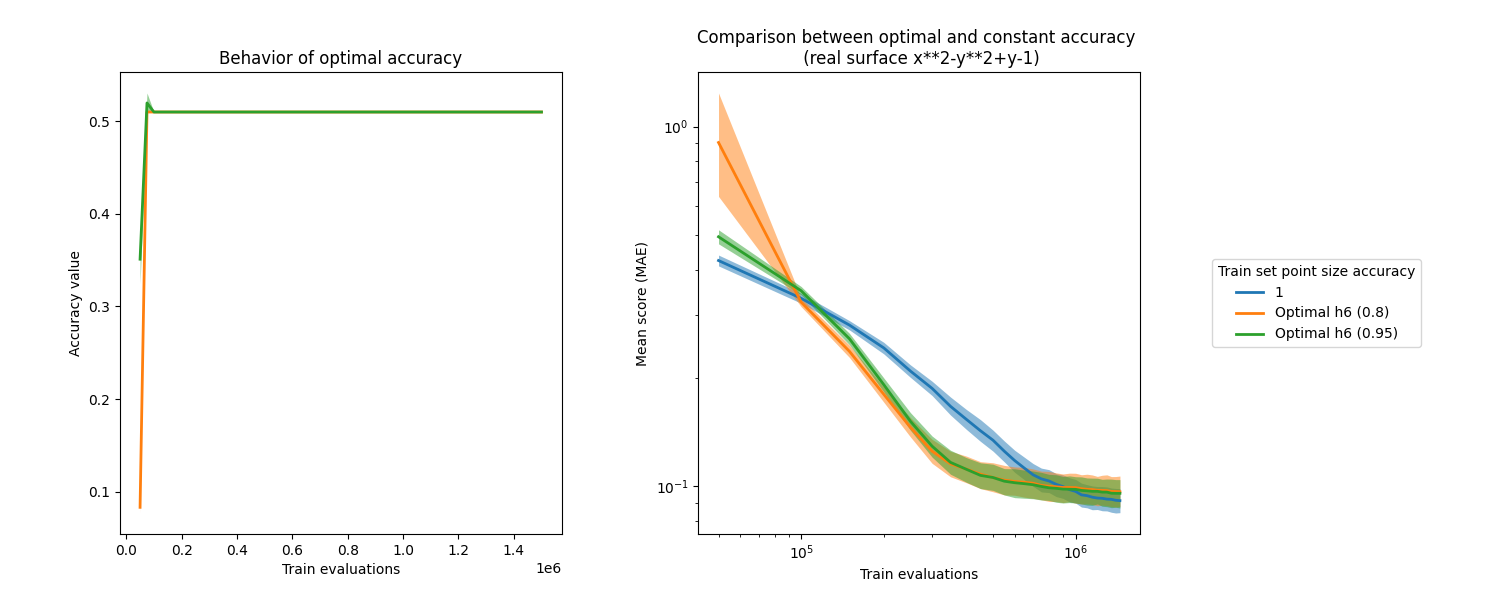 Behavior of optimal accuracy
Accuracy value
0.5
0.4
0.3
0.2
0.1
0.0 0.2 0.4 0.6 0.8 1.0 1.2 1.4
1e6
Train evaluations
Comparison between optimal and constant accuracy
(real surface x**2-y**2+y-1)
Mean score (MAE)
10⁰
10⁻¹
10⁵ 10⁶
Train evaluations
Train set point size accuracy
1
Optimal h6 (0.8)
Optimal h6 (0.95)